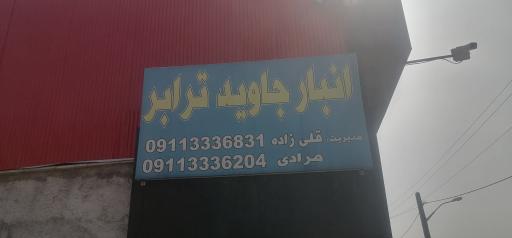 انبار جاوید ترابر
مدیریت: قلی زاده 09113336831
مرادی 09113336204